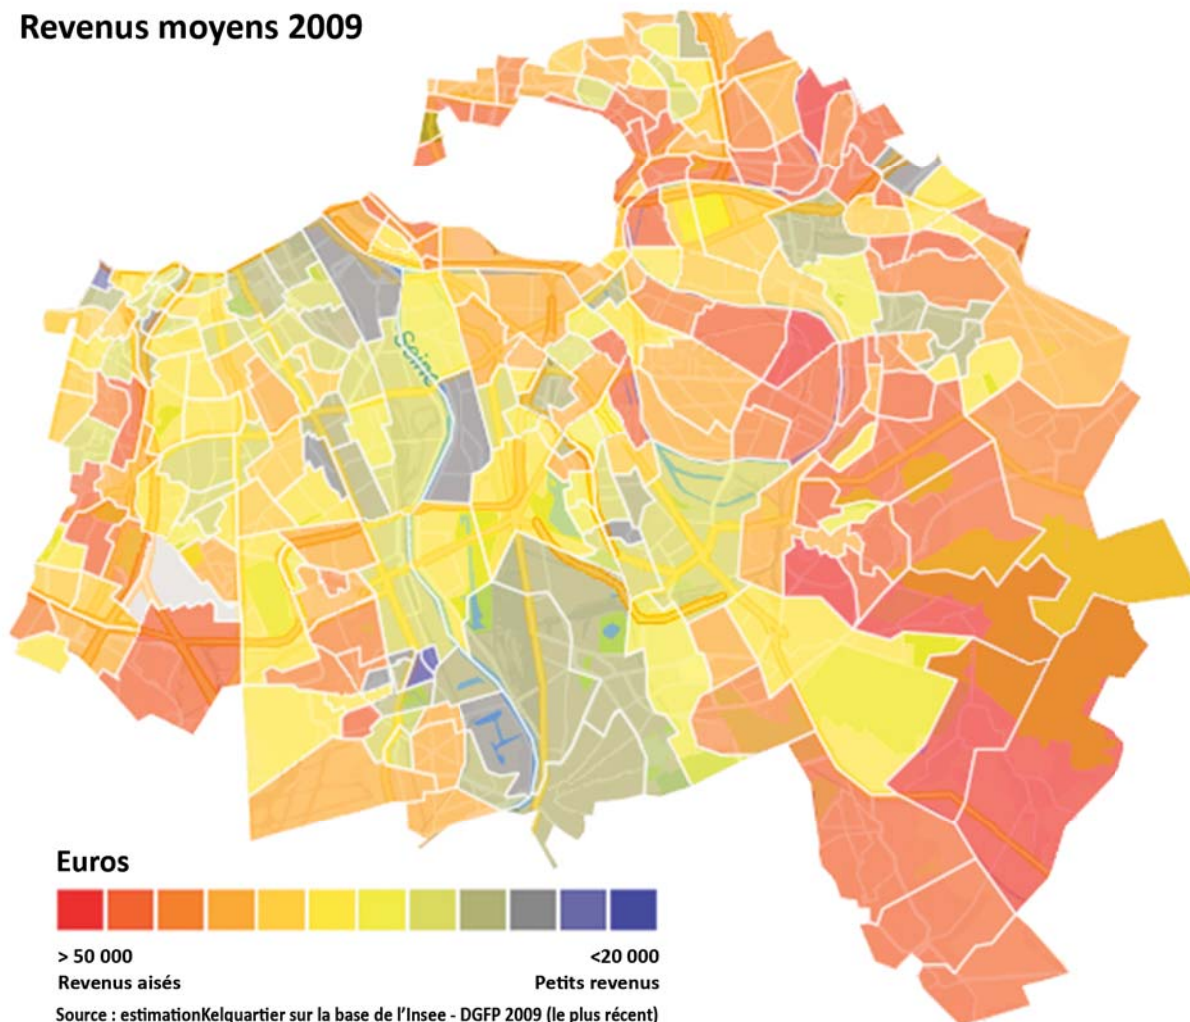 Revenus moyens 2009
Seine
Euros
> 50 000 <20 000
Revenus aisés Petits revenus
Source : estimationKelquartier sur la base de l'Insee - DGFP 2009 (le plus récent)